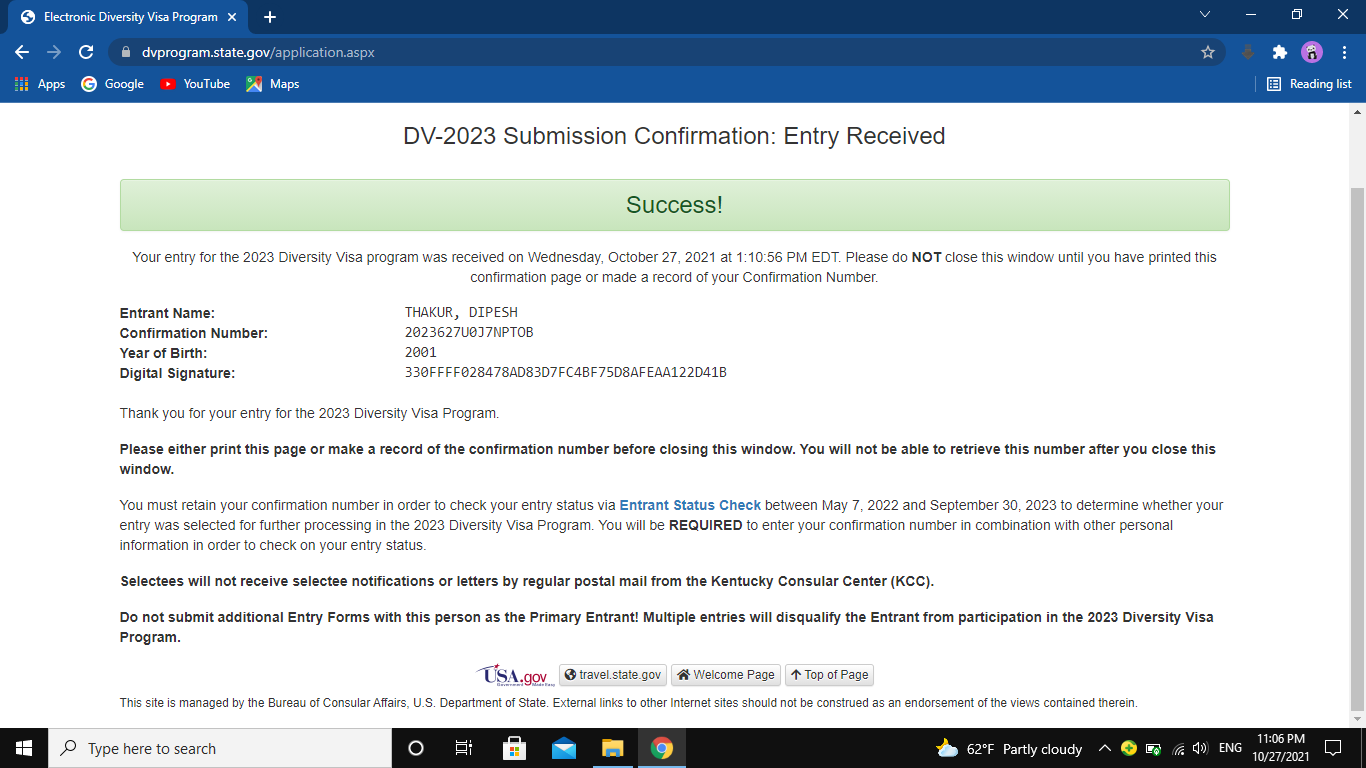 Electronic Diversity Visa Program
dvprogram.state.gov/application.aspx
Apps Google YouTube Maps Reading list
DV-2023 Submission Confirmation: Entry Received
Success!
Your entry for the 2023 Diversity Visa program was received on Wednesday, October 27, 2021 at 1:10:56 PM EDT. Please do NOT close this window until you have printed this
confirmation page or made a record of your Confirmation Number.
Entrant Name: THAKUR, DIPESH
Confirmation Number: 2023627U0J7NPTOB
Year of Birth: 2001
Digital Signature: 330FFFF028478AD83D7FC4BF75D8AFEAA122D41B
Thank you for your entry for the 2023 Diversity Visa Program.
Please either print this page or make a record of the confirmation number before closing this window. You will not be able to retrieve this number after you close this
window.
You must retain your confirmation number in order to check your entry status via Entrant Status Check between May 7, 2022 and September 30, 2023 to determine whether your
entry was selected for further processing in the 2023 Diversity Visa Program. You will be REQUIRED to enter your confirmation number in combination with other personal
information in order to check on your entry status.
Selectees will not receive selectee notifications or letters by regular postal mail from the Kentucky Consular Center (KCC).
Do not submit additional Entry Forms with this person as the Primary Entrant! Multiple entries will disqualify the Entrant from participation in the 2023 Diversity Visa
Program.
USA.gov travel.state.gov Welcome Page Top of Page
This site is managed by the Bureau of Consular Affairs, U.S. Department of State. External links to other Internet sites should not be construed as an endorsement of the views contained therein.
Type here to search 62°F Partly cloudy ENG 11:06 PM
10/27/2021